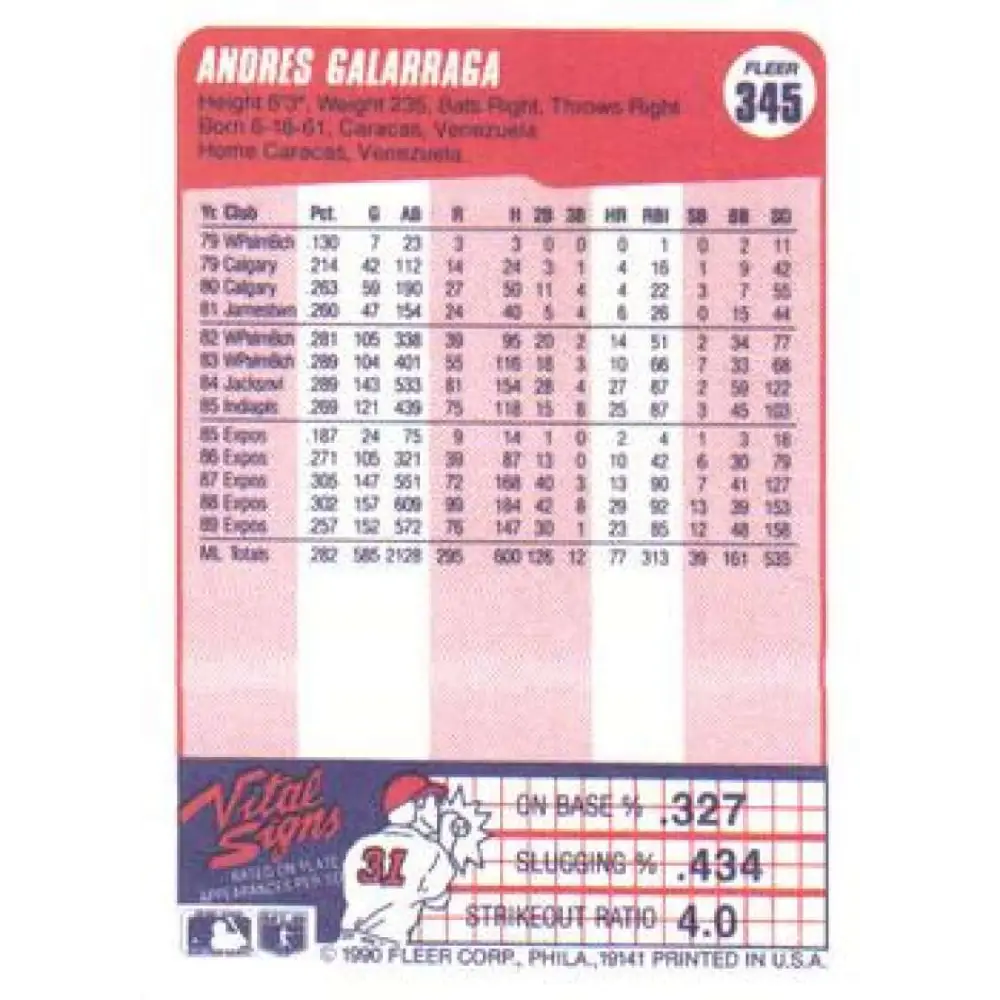 ANDRES GALARRAGA
FLEER
345
Height 6'3", Weight 235, Bats Right, Throws Right
Born 6-18-61, Caracas, Venezuela
Home Caracas, Venezuela
Yr. Club Pct. G AB R H 2B 3B HR RBI SB BB SO
79 WPalmBch .130 7 23 3 3 0 0 0 1 0 2 11
79 Calgary .214 42 112 14 24 3 1 4 16 1 9 42
80 Calgary .263 59 190 27 50 11 4 4 22 3 7 55
81 Jamestwn .260 47 154 24 40 5 4 6 26 0 15 44
82 WPalmBch .281 105 338 39 95 20 2 14 51 2 34 77
83 WPalmBch .289 104 401 55 116 18 3 10 66 7 33 68
84 Jacksnvl .289 143 533 81 154 28 4 27 87 2 59 122
85 Indiaplis .269 121 439 75 118 15 8 25 87 3 45 103
85 Expos .187 24 75 9 14 1 0 2 4 1 3 18
86 Expos .271 105 321 39 87 13 0 10 42 6 30 79
87 Expos .305 147 551 72 168 40 3 13 90 7 41 127
88 Expos .302 157 609 99 184 42 8 29 92 13 39 153
89 Expos .257 152 572 76 147 30 1 23 85 12 48 158
ML Totals .282 585 2128 295 600 126 12 77 313 39 161 535
Vital
Signs
RATED ON PLATE
APPEARANCES PER
31
ON BASE % .327
SLUGGING % .434
STRIKEOUT RATIO 4.0
© 1990 FLEER CORP., PHILA., 19141 PRINTED IN U.S.A.